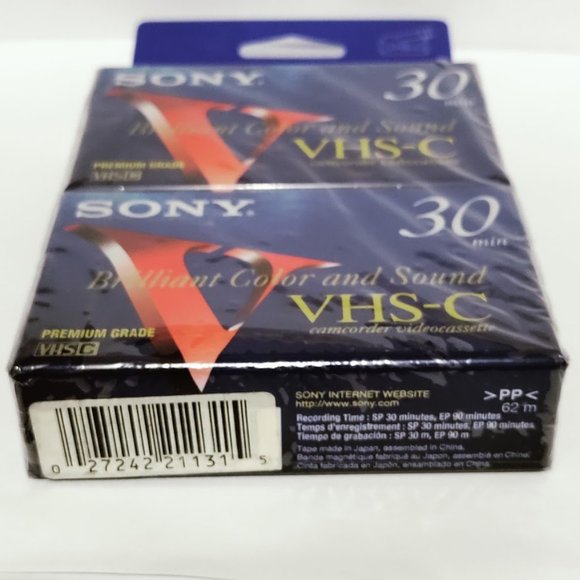 SONY
30
min
Brilliant Color and Sound
VHS-C
camcorder videocassette
PREMIUM GRADE
VHS C
SONY
30
min
Brilliant Color and Sound
VHS-C
camcorder videocassette
PREMIUM GRADE
VHS C
SONY INTERNET WEBSITE
http://www.sony.com
>PP<
62 m
Recording Time : SP 30 minutes, EP 90 minutes
Temps d'enregistrement : SP 30 minutes, EP 90 minutes
Tiempo de grabación : SP 30 m, EP 90 m
Tape made in Japan, assembled in China.
Bande magnétique fabriqué au Japon, assemblé en Chine.
Cinta fabricada en Japón, ensamblado en China.
0 27242 21131 5